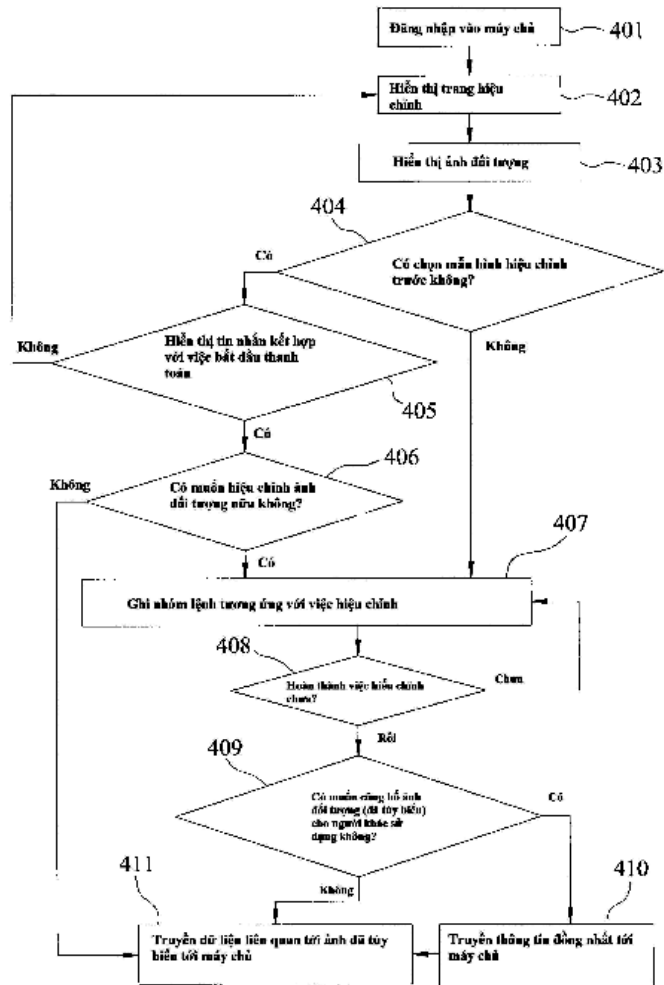 Đăng nhập vào máy chủ
401
Hiển thị trang hiệu
chỉnh
402
Hiển thị ảnh đối tượng
403
404
Có chọn mẫu hình hiệu chỉnh
trước không?
Có
Không
Hiển thị tin nhắn kết hợp
với việc bắt đầu thanh
toán
Không
405
Có
406
Có muốn hiệu chỉnh ảnh
đối tượng nữa không?
Không
Có
407
Ghi nhóm lệnh tương ứng với việc hiệu chỉnh
408
Hoàn thành việc hiệu chỉnh
chưa?
Chưa
Rồi
409
Có muốn công bố ảnh
đối tượng (đã tùy biến)
cho người khác sử
dụng không?
Có
Không
411
410
Truyền dữ liệu liên quan tới ảnh đã tùy
biến tới máy chủ
Truyền thông tin đồng nhất tới
máy chủ